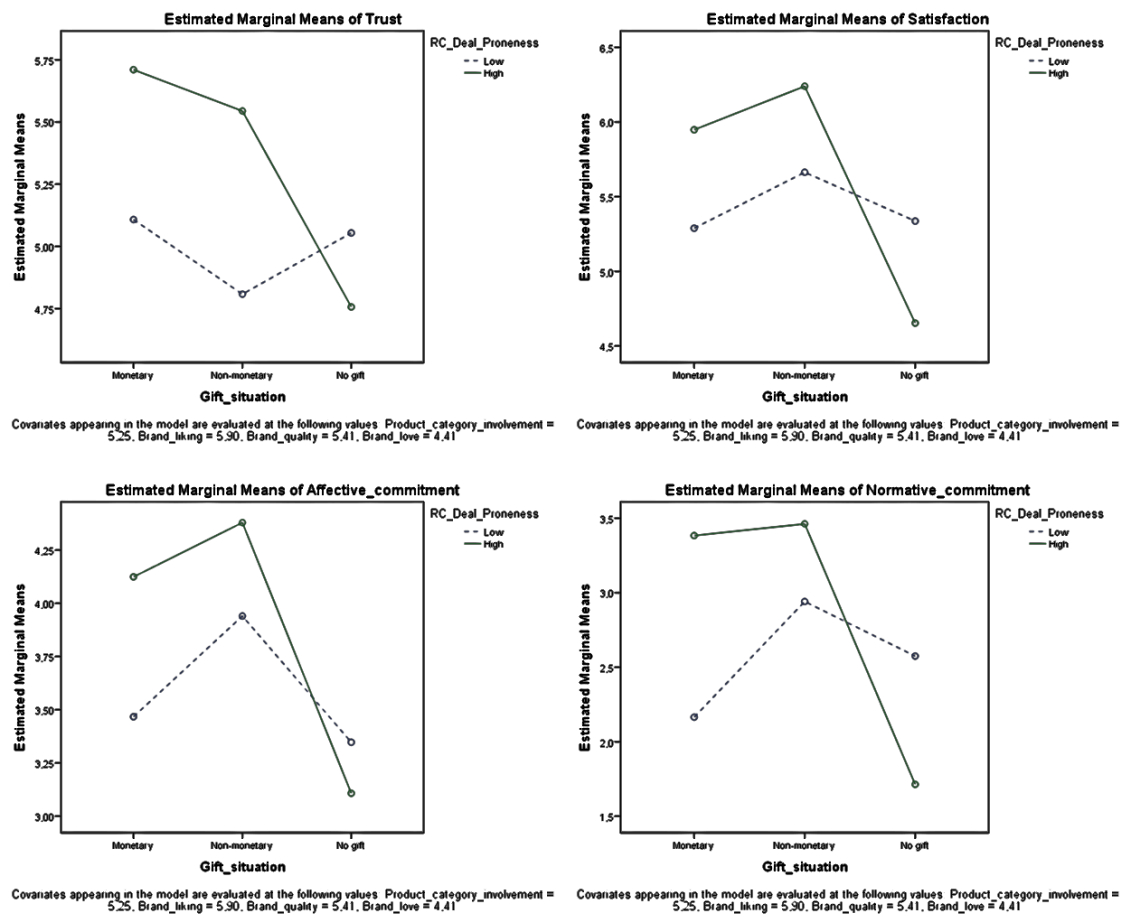 Estimated Marginal Means of Trust
RC_Deal_Proneness
Low
High
Estimated Marginal Means
5,75
5,50
5,25
5,00
4,75
Monetary
Non-monetary
No gift
Gift_situation
Covariates appearing in the model are evaluated at the following values Product_category_involvement =
5,25, Brand_liking = 5,90, Brand_quality = 5,41, Brand_love = 4,41
Estimated Marginal Means of Satisfaction
RC_Deal_Proneness
Low
High
Estimated Marginal Means
6,5
6,0
5,5
5,0
4,5
Monetary
Non-monetary
No gift
Gift_situation
Covariates appearing in the model are evaluated at the following values Product_category_involvement =
5,25, Brand_liking = 5,90, Brand_quality = 5,41, Brand_love = 4,41
Estimated Marginal Means of Affective_commitment
RC_Deal_Proneness
Low
High
Estimated Marginal Means
4,25
4,00
3,75
3,50
3,25
3,00
Monetary
Non-monetary
No gift
Gift_situation
Covariates appearing in the model are evaluated at the following values Product_category_involvement =
5,25, Brand_liking = 5,90, Brand_quality = 5,41, Brand_love = 4,41
Estimated Marginal Means of Normative_commitment
RC_Deal_Proneness
Low
High
Estimated Marginal Means
3,5
3,0
2,5
2,0
1,5
Monetary
Non-monetary
No gift
Gift_situation
Covariates appearing in the model are evaluated at the following values Product_category_involvement =
5,25, Brand_liking = 5,90, Brand_quality = 5,41, Brand_love = 4,41